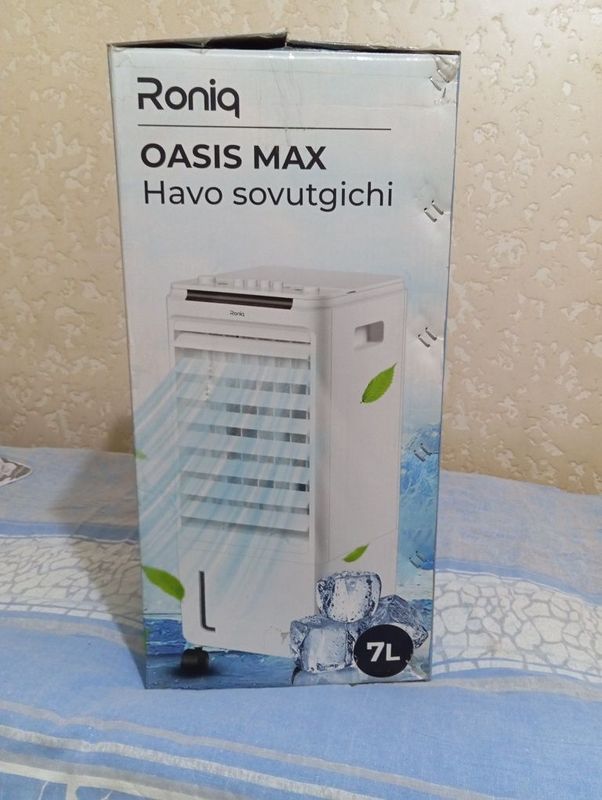 Roniq
OASIS MAX
Havo sovutgichi
Roniq
7L